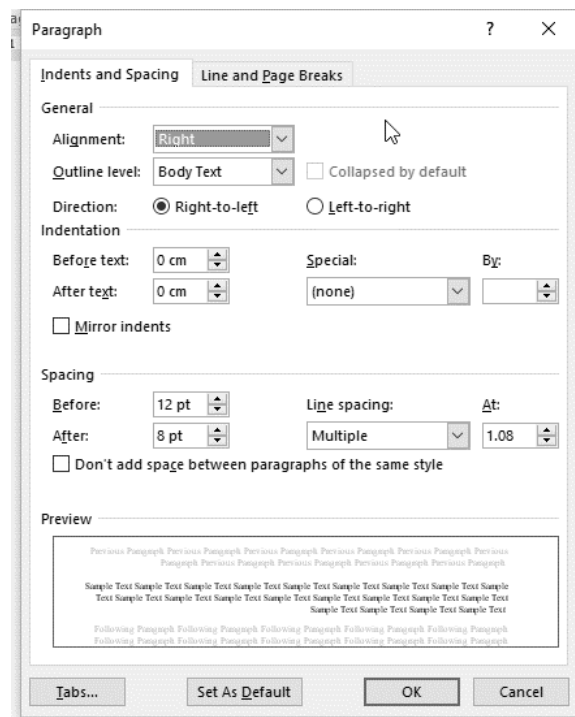 Paragraph ? ×
Indents and Spacing Line and Page Breaks
General
Alignment: Right
Outline level: Body Text Collapsed by default
Direction: Right-to-left Left-to-right
Indentation
Before text: 0 cm Special: By:
After text: 0 cm (none)
Mirror indents
Spacing
Before: 12 pt Line spacing: At:
After: 8 pt Multiple 1.08
Don't add space between paragraphs of the same style
Preview
Previous Paragraph Previous Paragraph Previous Paragraph Previous Paragraph Previous Paragraph Previous
Paragraph Previous Paragraph Previous Paragraph Previous Paragraph Previous Paragraph
Sample Text Sample Text Sample Text Sample Text Sample Text Sample Text Sample Text Sample Text Sample
Text Sample Text Sample Text Sample Text Sample Text Sample Text Sample Text Sample Text Sample Text
Sample Text Sample Text Sample Text Sample Text
Following Paragraph Following Paragraph Following Paragraph Following Paragraph Following Paragraph
Following Paragraph Following Paragraph Following Paragraph Following Paragraph Following Paragraph
Tabs... Set As Default OK Cancel